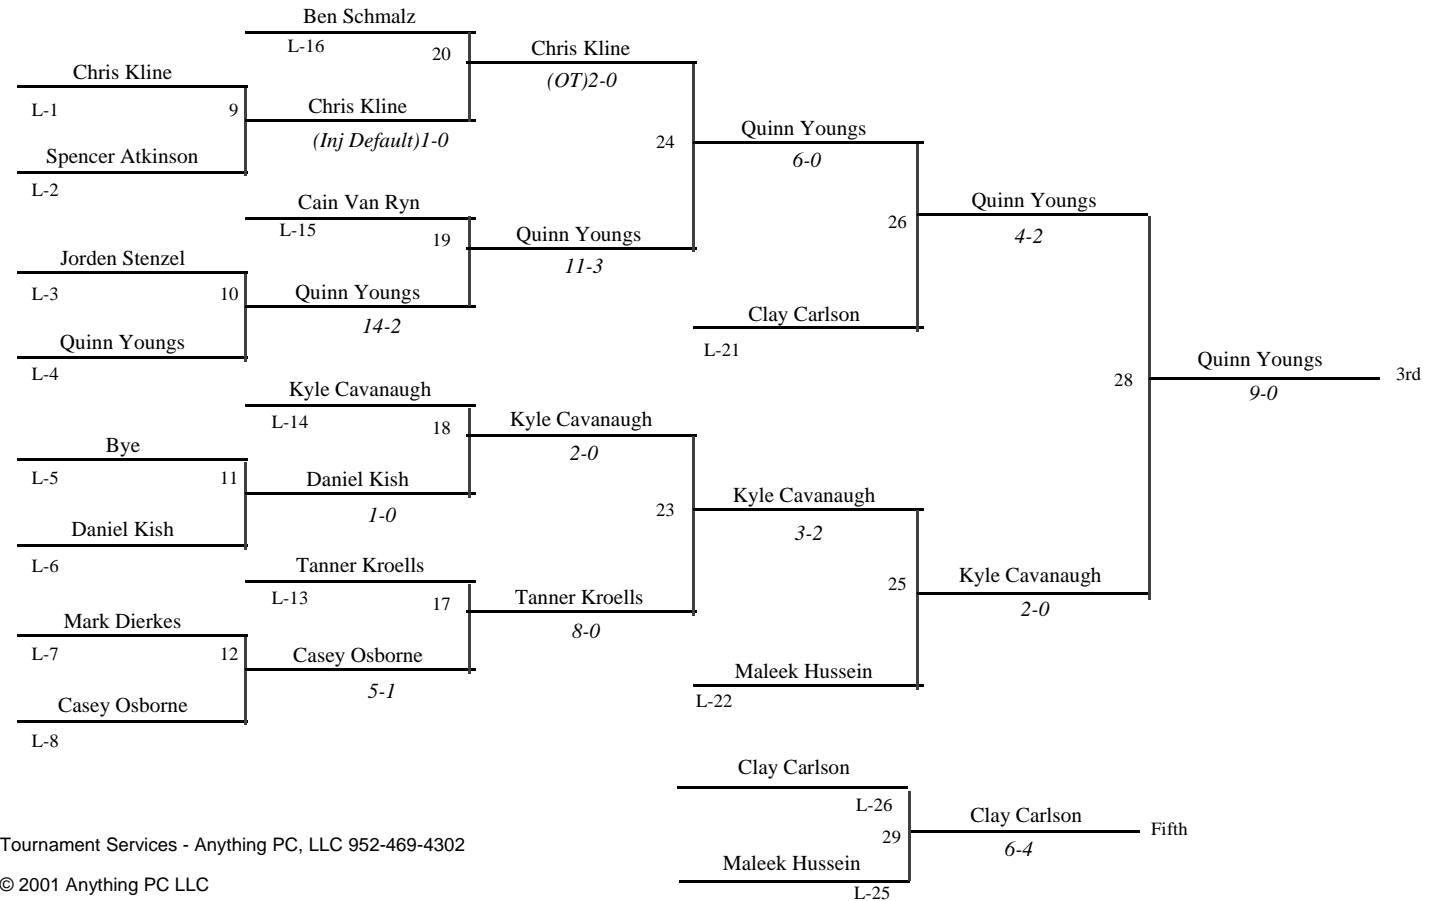 Ben Schmalz
L-16
20
Chris Kline
(OT)2-0
Chris Kline
L-1
9
Chris Kline
(Inj Default)1-0
Spencer Atkinson
L-2
24
Quinn Youngs
6-0
Cain Van Ryn
L-15
19
Quinn Youngs
11-3
Jorden Stenzel
L-3
10
Quinn Youngs
14-2
Quinn Youngs
L-4
26
Quinn Youngs
4-2
Clay Carlson
L-21
Kyle Cavanaugh
L-14
18
Kyle Cavanaugh
2-0
Bye
L-5
11
Daniel Kish
1-0
Daniel Kish
L-6
23
Kyle Cavanaugh
3-2
Tanner Kroells
L-13
17
Tanner Kroells
8-0
Mark Dierkes
L-7
12
Casey Osborne
5-1
Casey Osborne
L-8
25
Kyle Cavanaugh
2-0
Maleek Hussein
L-22
28
Quinn Youngs
9-0
3rd
Clay Carlson
L-26
29
Clay Carlson
6-4
Fifth
Maleek Hussein
L-25
Tournament Services - Anything PC, LLC 952-469-4302
© 2001 Anything PC LLC